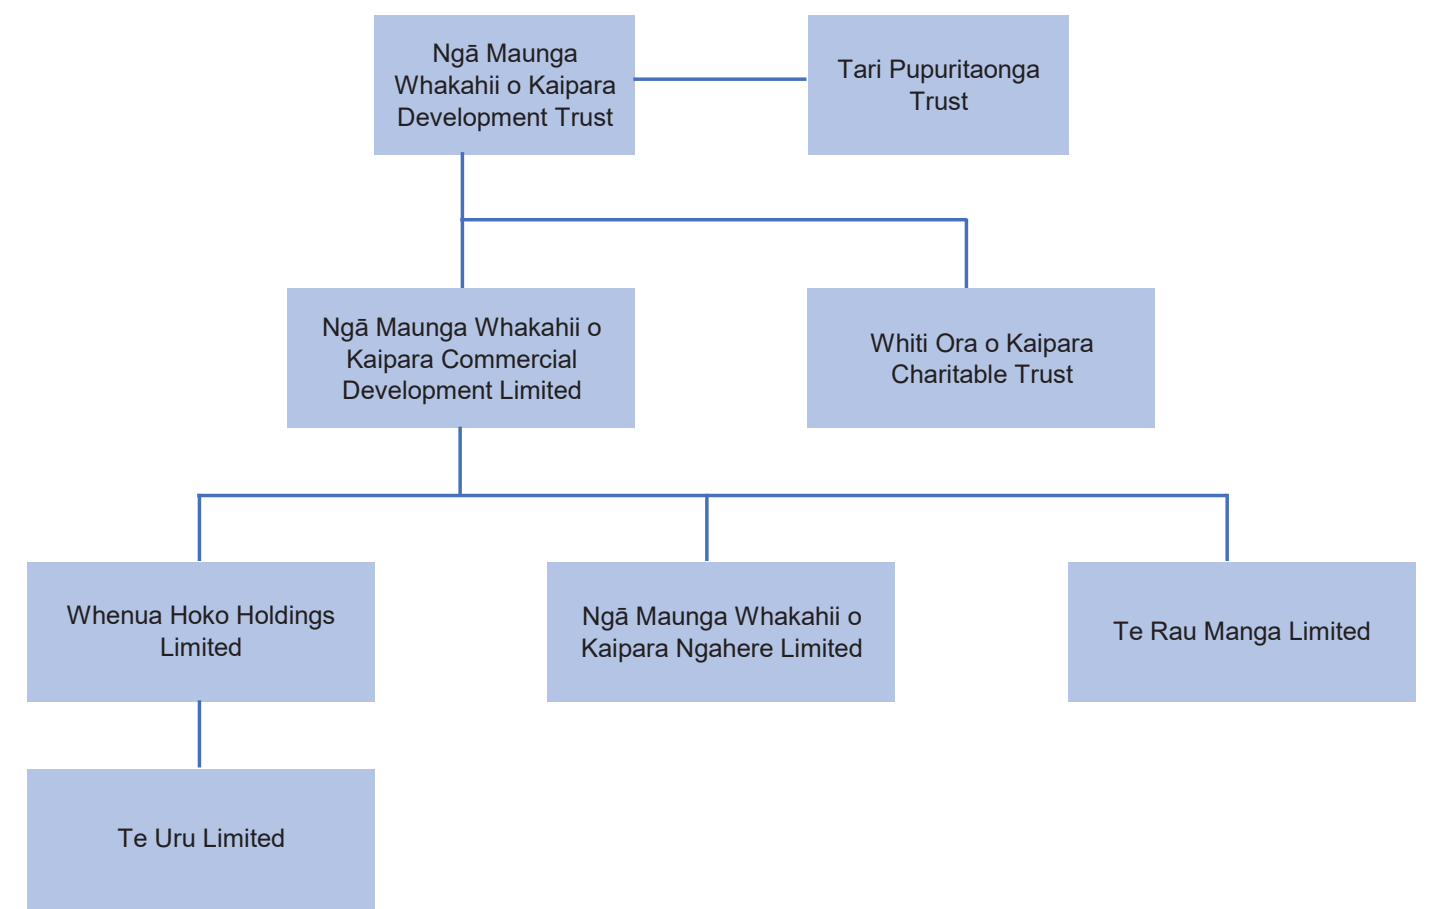 Ngā Maunga
Whakahii o Kaipara
Development Trust
Tari Pupuritaonga
Trust
Ngā Maunga Whakahii o
Kaipara Commercial
Development Limited
Whiti Ora o Kaipara
Charitable Trust
Whenua Hoko Holdings
Limited
Ngā Maunga Whakahii o
Kaipara Ngahere Limited
Te Rau Manga Limited
Te Uru Limited